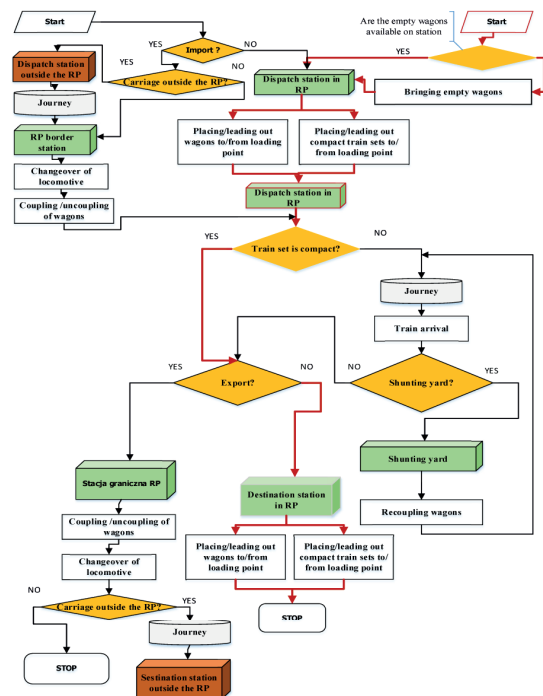 Are the empty wagons
available on station
Start
Start
Import ?
YES
NO
YES
Dispatch station
outside the RP
YES
Carriage outside the RP?
NO
Dispatch station in
RP
Bringing empty wagons
Journey
RP border
station
Placing/leading out
wagons to/from loading
point
Placing/leading out
compact train sets to/
from loading point
Changeover of
locomotive
Coupling /uncoupling
of wagons
Dispatch station in
RP
Train set is compact?
YES
NO
Journey
Train arrival
YES
Export?
NO
NO
Shunting yard?
YES
Shunting yard
Stacja graniczna RP
Destination station
in RP
Recoupling wagons
Coupling /uncoupling of
wagons
Placing/leading out
wagons to/from
loading point
Placing/leading out
compact train sets to/
from loading point
Changeover of
locomotive
NO
Carriage outside the RP?
YES
STOP
Journey
STOP
Sestination station
outside the RP